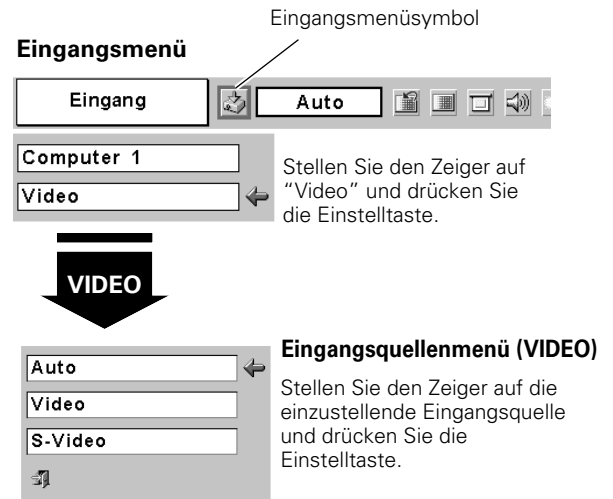 Eingangsmenüsymbol
Eingangsmenü
Eingang
Auto
Computer 1
Video
Stellen Sie den Zeiger auf
“Video” und drücken Sie
die Einstelltaste.
VIDEO
Auto
Video
S-Video
Eingangsquellenmenü (VIDEO)
Stellen Sie den Zeiger auf die
einzustellende Eingangsquelle
und drücken Sie die
Einstelltaste.